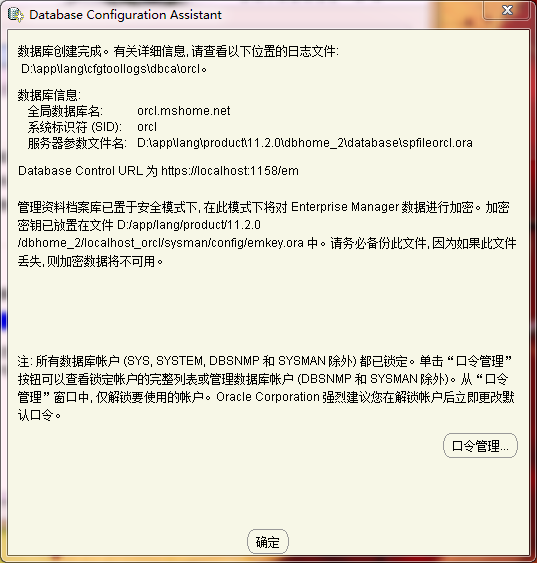 Database Configuration Assistant
数据库创建完成。有关详细信息, 请查看以下位置的日志文件:
D:\app\lang\cfgtoollogs\dbca\orcl。
数据库信息:
全局数据库名: orcl.mshome.net
系统标识符 (SID): orcl
服务器参数文件名: D:\app\lang\product\11.2.0\dbhome_2\database\spfileorcl.ora
Database Control URL 为 https://localhost:1158/em
管理资料档案库已置于安全模式下, 在此模式下将对 Enterprise Manager 数据进行加密。加密
密钥已放置在文件 D:/app/lang/product/11.2.0
/dbhome_2/localhost_orcl/sysman/config/emkey.ora 中。请务必备份此文件, 因为如果此文件
丢失, 则加密数据将不可用。
注: 所有数据库帐户 (SYS, SYSTEM, DBSNMP 和 SYSMAN 除外) 都已锁定。单击“口令管理”
按钮可以查看锁定帐户的完整列表或管理数据库帐户 (DBSNMP 和 SYSMAN 除外)。从“口令
管理”窗口中, 仅解锁要使用的帐户。Oracle Corporation 强烈建议您在解锁帐户后立即更改默
认口令。
口令管理...
确定